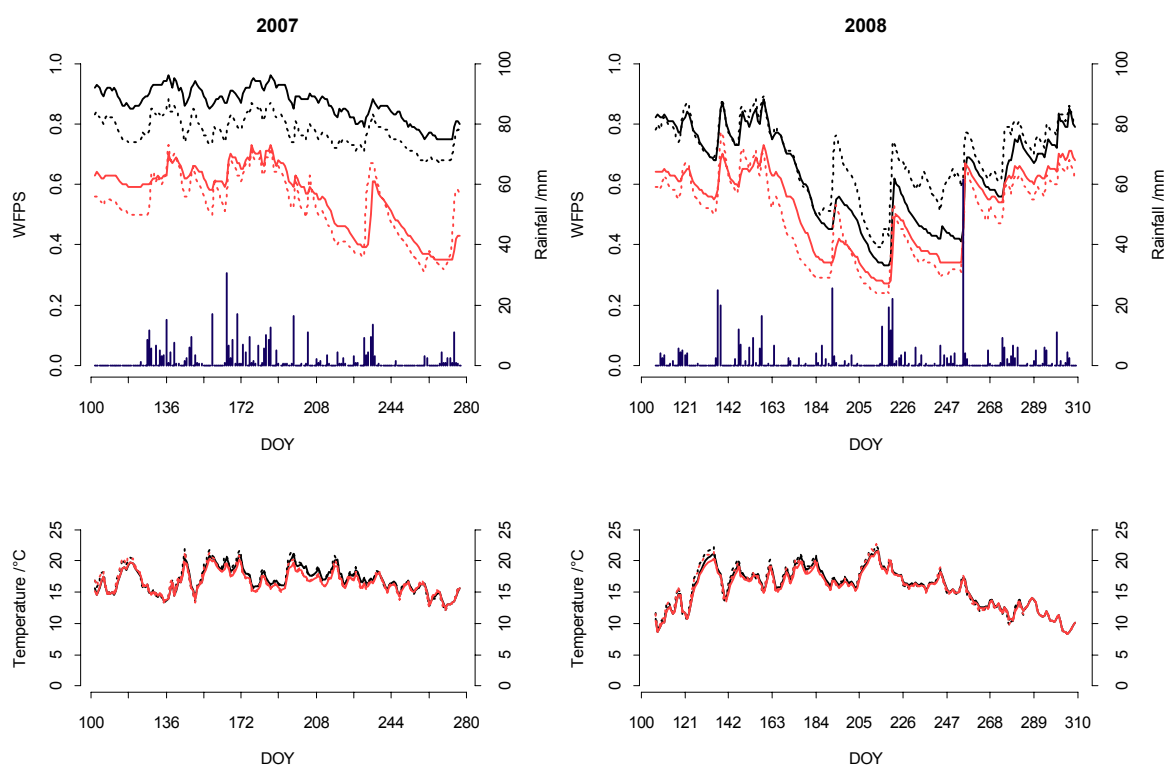 2007
WFPS
0.0 0.2 0.4 0.6 0.8 1.0
Rainfall /mm
0 20 40 60 80 100
100 136 172 208 244 280
DOY
2008
WFPS
0.0 0.2 0.4 0.6 0.8 1.0
Rainfall /mm
0 20 40 60 80 100
100 121 142 163 184 205 226 247 268 289 310
DOY
Temperature /°C
0 5 10 15 20 25
0 5 10 15 20 25
100 136 172 208 244 280
DOY
Temperature /°C
0 5 10 15 20 25
0 5 10 15 20 25
100 121 142 163 184 205 226 247 268 289 310
DOY